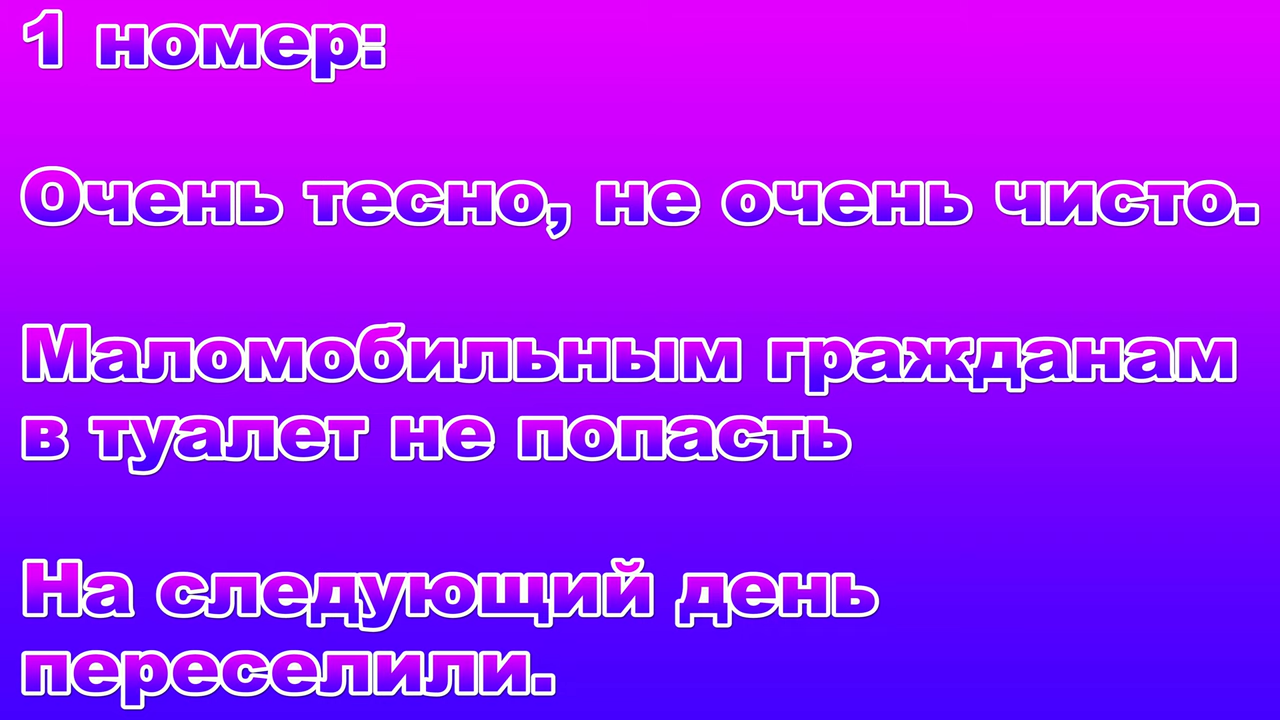 1 номер:
Очень тесно, не очень чисто.
Маломобильным гражданам
в туалет не попасть
На следующий день
переселили.